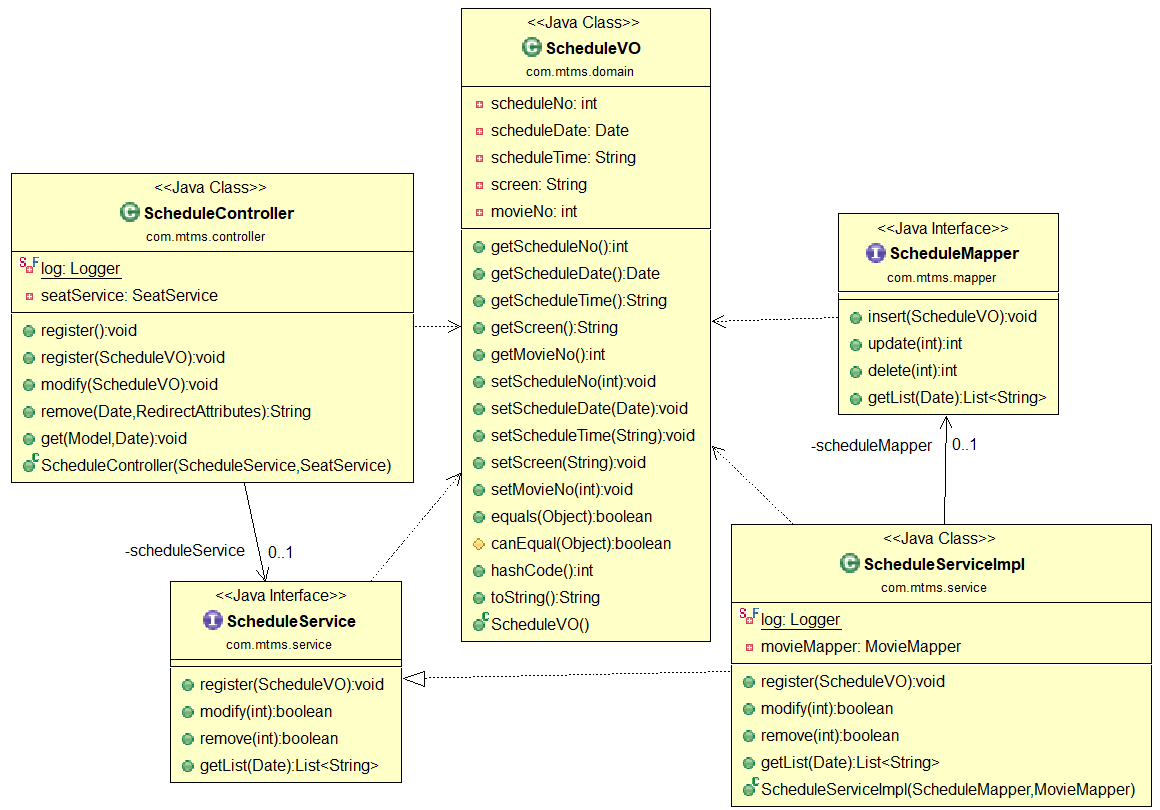 <<Java Class>>
ScheduleVO
com.mtms.domain
scheduleNo: int
scheduleDate: Date
scheduleTime: String
screen: String
movieNo: int
getScheduleNo():int
getScheduleDate():Date
getScheduleTime():String
getScreen():String
getMovieNo():int
setScheduleNo(int):void
setScheduleDate(Date):void
setScheduleTime(String):void
setScreen(String):void
setMovieNo(int):void
equals(Object):boolean
canEqual(Object):boolean
hashCode():int
toString():String
ScheduleVO()
<<Java Class>>
ScheduleController
com.mtms.controller
log: Logger
seatService: SeatService
register():void
register(ScheduleVO):void
modify(ScheduleVO):void
remove(Date,RedirectAttributes):String
get(Model,Date):void
ScheduleController(ScheduleService,SeatService)
-scheduleService 0..1
<<Java Interface>>
ScheduleService
com.mtms.service
register(ScheduleVO):void
modify(int):boolean
remove(int):boolean
getList(Date):List<String>
<<Java Interface>>
ScheduleMapper
com.mtms.mapper
insert(ScheduleVO):void
update(int):int
delete(int):int
getList(Date):List<String>
-scheduleMapper 0..1
<<Java Class>>
ScheduleServiceImpl
com.mtms.service
log: Logger
movieMapper: MovieMapper
register(ScheduleVO):void
modify(int):boolean
remove(int):boolean
getList(Date):List<String>
ScheduleServiceImpl(ScheduleMapper,MovieMapper)